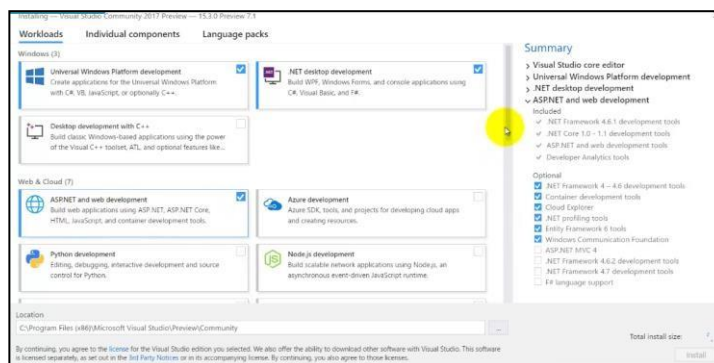 Installing — Visual Studio Community 2017 Preview — 15.3.0 Preview 7.1
Workloads Individual components Language packs
Windows (3)
Universal Windows Platform development
Create applications for the Universal Windows Platform
with C#, VB, JavaScript, or optionally C++.
.NET desktop development
Build WPF, Windows Forms, and console applications using
C#, Visual Basic, and F#.
Desktop development with C++
Build classic Windows-based applications using the power
of the Visual C++ toolset, ATL, and optional features like...
Web & Cloud (7)
ASP.NET and web development
Build web applications using ASP.NET, ASP.NET Core,
HTML, JavaScript, and container development tools.
Azure development
Azure SDK, tools, and projects for developing cloud apps
and creating resources.
Python development
Editing, debugging, interactive development and source
control for Python.
Node.js development
Build scalable network applications using Node.js, an
asynchronous event-driven JavaScript runtime.
Summary
Visual Studio core editor
Universal Windows Platform development
.NET desktop development
ASP.NET and web development
Included
.NET Framework 4.6.1 development tools
.NET Core 1.0 - 1.1 development tools
ASP.NET and web development tools
Developer Analytics tools
Optional
.NET Framework 4 – 4.6 development tools
Container development tools
Cloud Explorer
.NET profiling tools
Entity Framework 6 tools
Windows Communication Foundation
ASP.NET MVC 4
.NET Framework 4.6.2 development tools
.NET Framework 4.7 development tools
F# language support
Location
C:\Program Files (x86)\Microsoft Visual Studio\Preview\Community
...
Total install size:
By continuing, you agree to the license for the Visual Studio edition you selected. We also offer the ability to download other software with Visual Studio. This software
is licensed separately, as set out in the 3rd Party Notices or in its accompanying license. By continuing, you also agree to those licenses.
Install